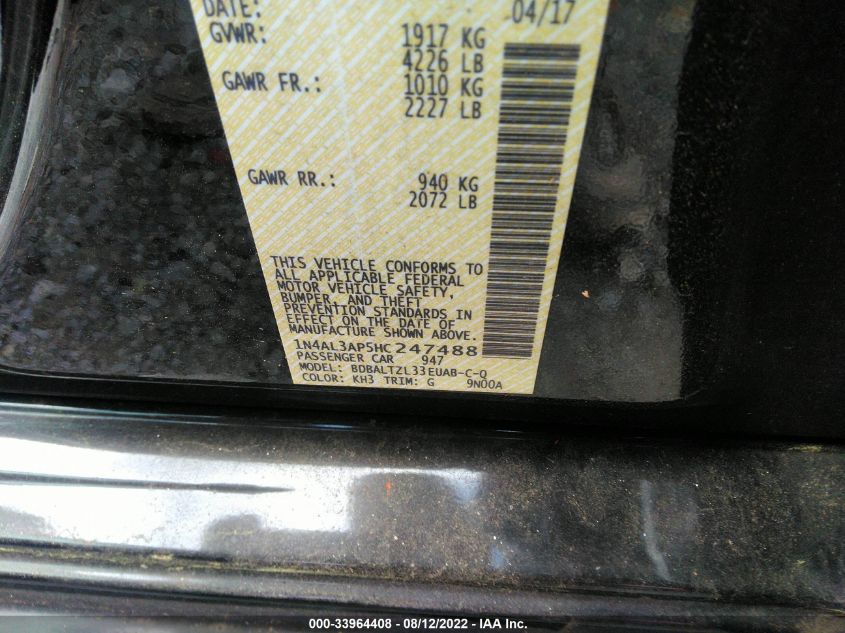 DATE: 04/17
GVWR: 1917 KG
4226 LB
GAWR FR.: 1010 KG
2227 LB
GAWR RR.: 940 KG
2072 LB
THIS VEHICLE CONFORMS TO
ALL APPLICABLE FEDERAL
MOTOR VEHICLE SAFETY,
BUMPER, AND THEFT
PREVENTION STANDARDS IN
EFFECT ON THE DATE OF
MANUFACTURE SHOWN ABOVE.
1N4AL3AP5HC247488
PASSENGER CAR 947
MODEL: BDBALTZL33EUAB-C-Q
COLOR: KH3 TRIM: G 9N00A
000-33964408 - 08/12/2022 - IAA Inc.